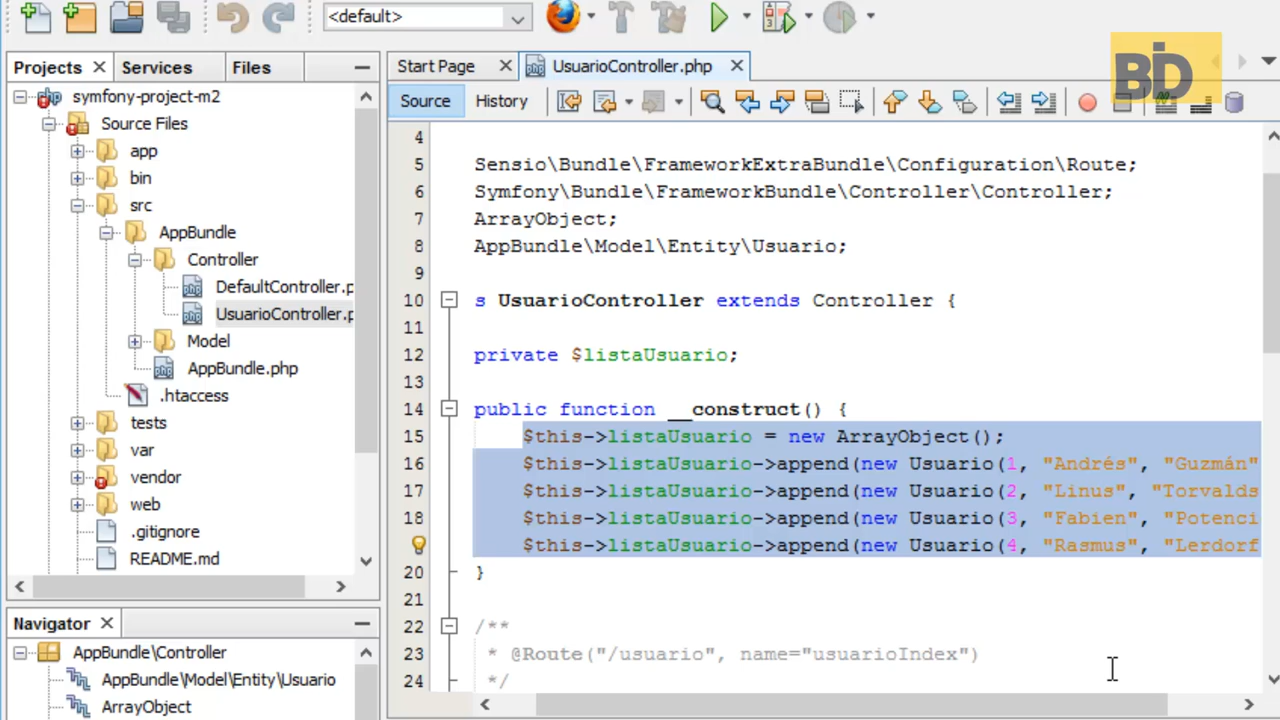 <default>
Projects
Services
Files
symfony-project-m2
Source Files
app
bin
src
AppBundle
Controller
DefaultController.p
UsuarioController.p
Model
AppBundle.php
.htaccess
tests
var
vendor
web
.gitignore
README.md
Navigator
AppBundle\Controller
AppBundle\Model\Entity\Usuario
ArrayObject
Start Page
UsuarioController.php
BiD
Source
History
4
5 Sensio\Bundle\FrameworkExtraBundle\Configuration\Route;
6 Symfony\Bundle\FrameworkBundle\Controller\Controller;
7 ArrayObject;
8 AppBundle\Model\Entity\Usuario;
9
10 s UsuarioController extends Controller {
11
12 private $listaUsuario;
13
14 public function __construct() {
15 $this->listaUsuario = new ArrayObject();
16 $this->listaUsuario->append(new Usuario(1, "Andrés", "Guzmán"
17 $this->listaUsuario->append(new Usuario(2, "Linus", "Torvalds
18 $this->listaUsuario->append(new Usuario(3, "Fabien", "Potenci
$this->listaUsuario->append(new Usuario(4, "Rasmus", "Lerdorf
20 }
21
22 /**
23 * @Route("/usuario", name="usuarioIndex")
24 */